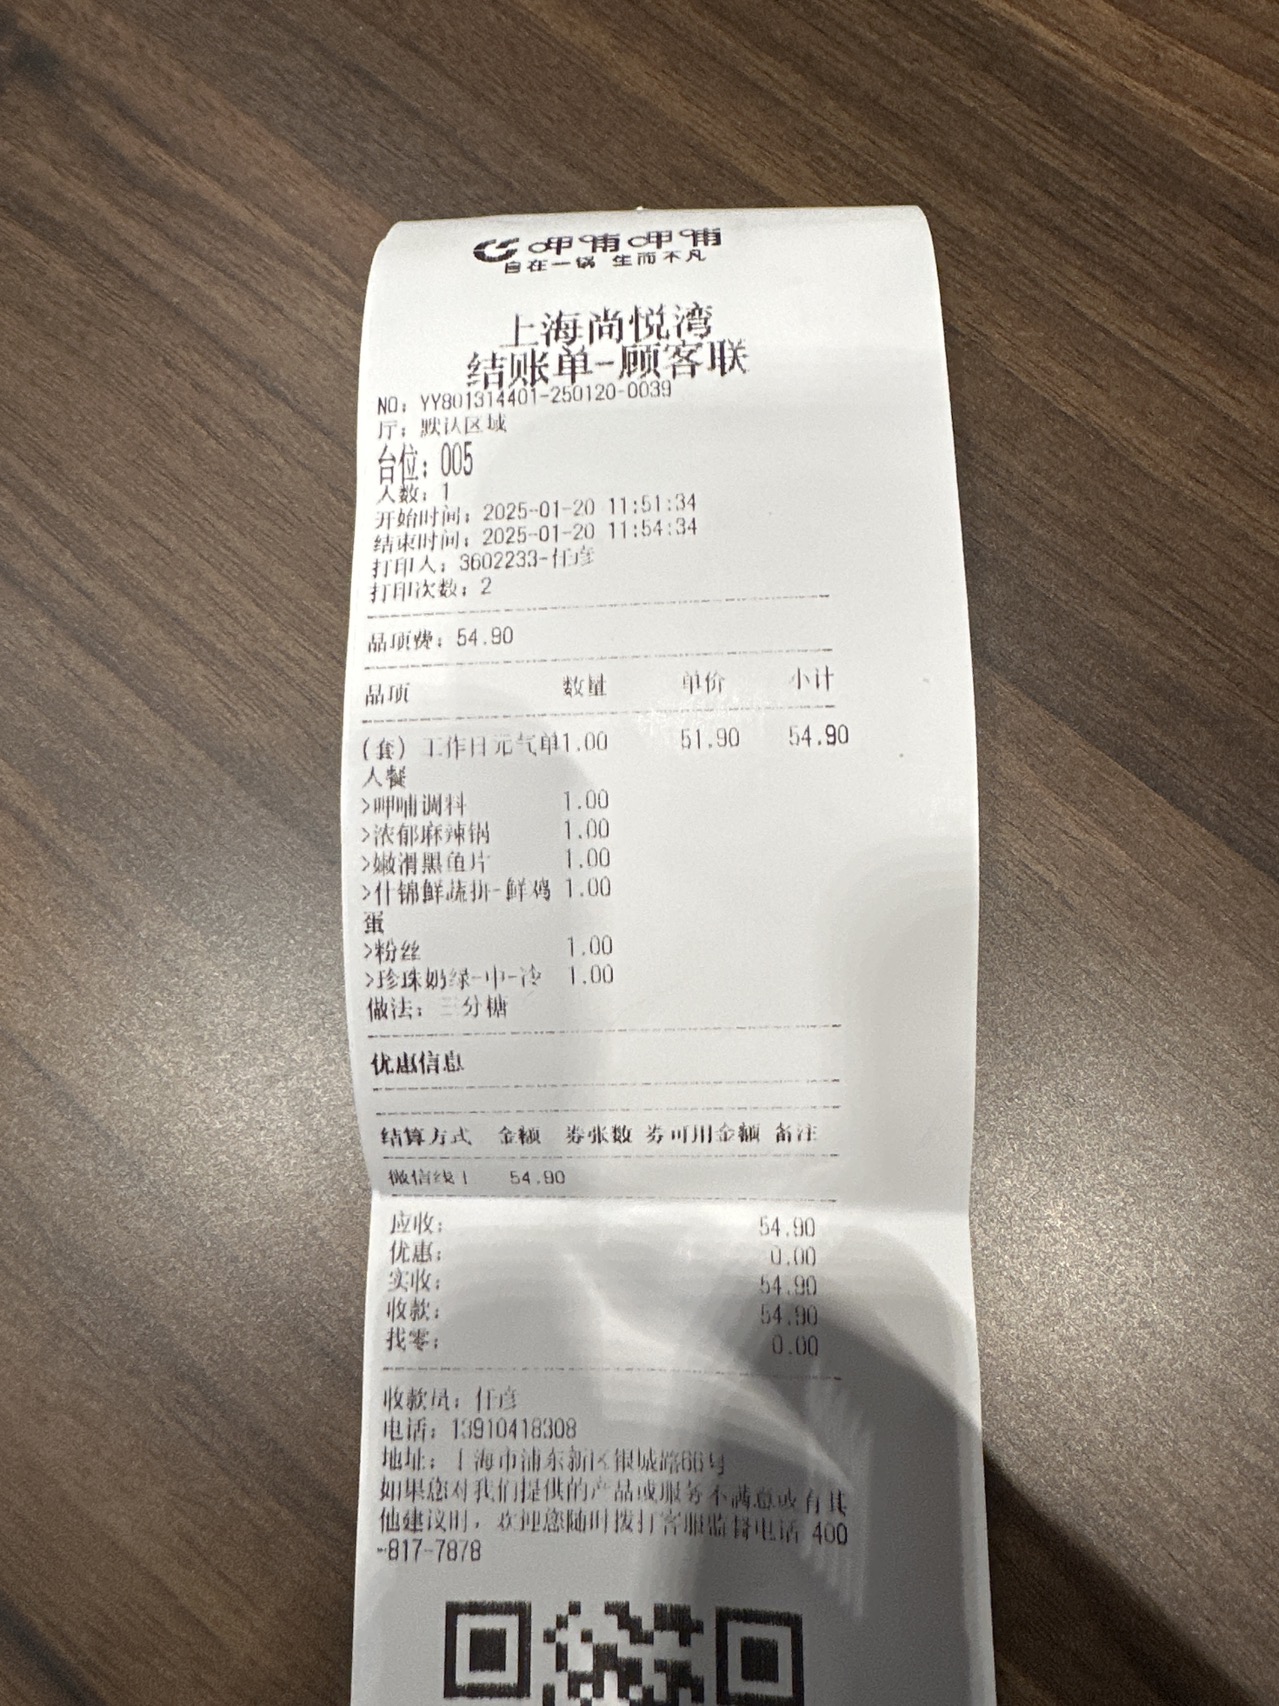 呷哺呷哺
自在一锅 生而不凡
上海尚悦湾
结账单-顾客联
NO: YY801314401-250120-0039
厅: 默认区域
台位: 005
人数: 1
开始时间: 2025-01-20 11:51:34
结束时间: 2025-01-20 11:54:34
打印人: 3602233-任彦
打印次数: 2
品项费: 54.90
品项 数量 单价 小计
(套) 工作日元气单1.00 51.90 54.90
人餐
>呷哺调料 1.00
>浓郁麻辣锅 1.00
>嫩滑黑鱼片 1.00
>什锦鲜蔬拼-鲜鸡 1.00
蛋
>粉丝 1.00
>珍珠奶绿-中-冷 1.00
做法: 三分糖
优惠信息
结算方式 金额 券张数 券可用金额 备注
微信线上 54.90
应收: 54.90
优惠: 0.00
实收: 54.90
收款: 54.90
找零: 0.00
收款员: 任彦
电话: 13910418308
地址: 上海市浦东新区银城路66号
如果您对我们提供的产品或服务不满意或有其
他建议时, 欢迎您随时拨打客服监督电话 400
-817-7878